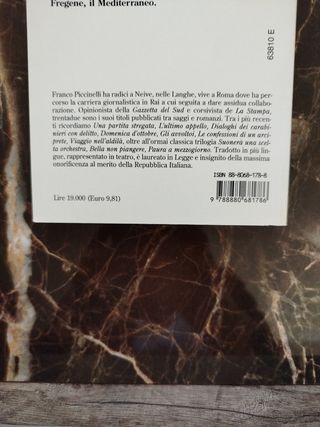 Fregene, il Mediterraneo.
63810 E
Franco Piccinelli ha radici a Neive, nelle Langhe, vive a Roma dove ha per-
corso la carriera giornalistica in Rai a cui seguita a dare assidua collabo-
razione. Opinionista della Gazzetta del Sud e corsivista de La Stampa,
trentadue sono i suoi titoli pubblicati tra saggi e romanzi. Tra i più recen-
ti ricordiamo Una partita stregata, L'ultimo appello, Dialoghi dei carabi-
nieri con delitto, Domenica d'ottobre, Gli avvoltoi, Le confessioni di un arci-
prete, Viaggio nell'aldilà, oltre all'ormai classica trilogia Suonerà una scel-
ta orchestra, Bella non piangere, Paura a mezzogiorno. Tradotto in più lin-
gue, rappresentato in teatro, è laureato in Legge e insignito della massima
onorificenza al merito della Repubblica Italiana.
ISBN 88-8068-178-6
9 788880 681786
Lire 19.000 (Euro 9,81)